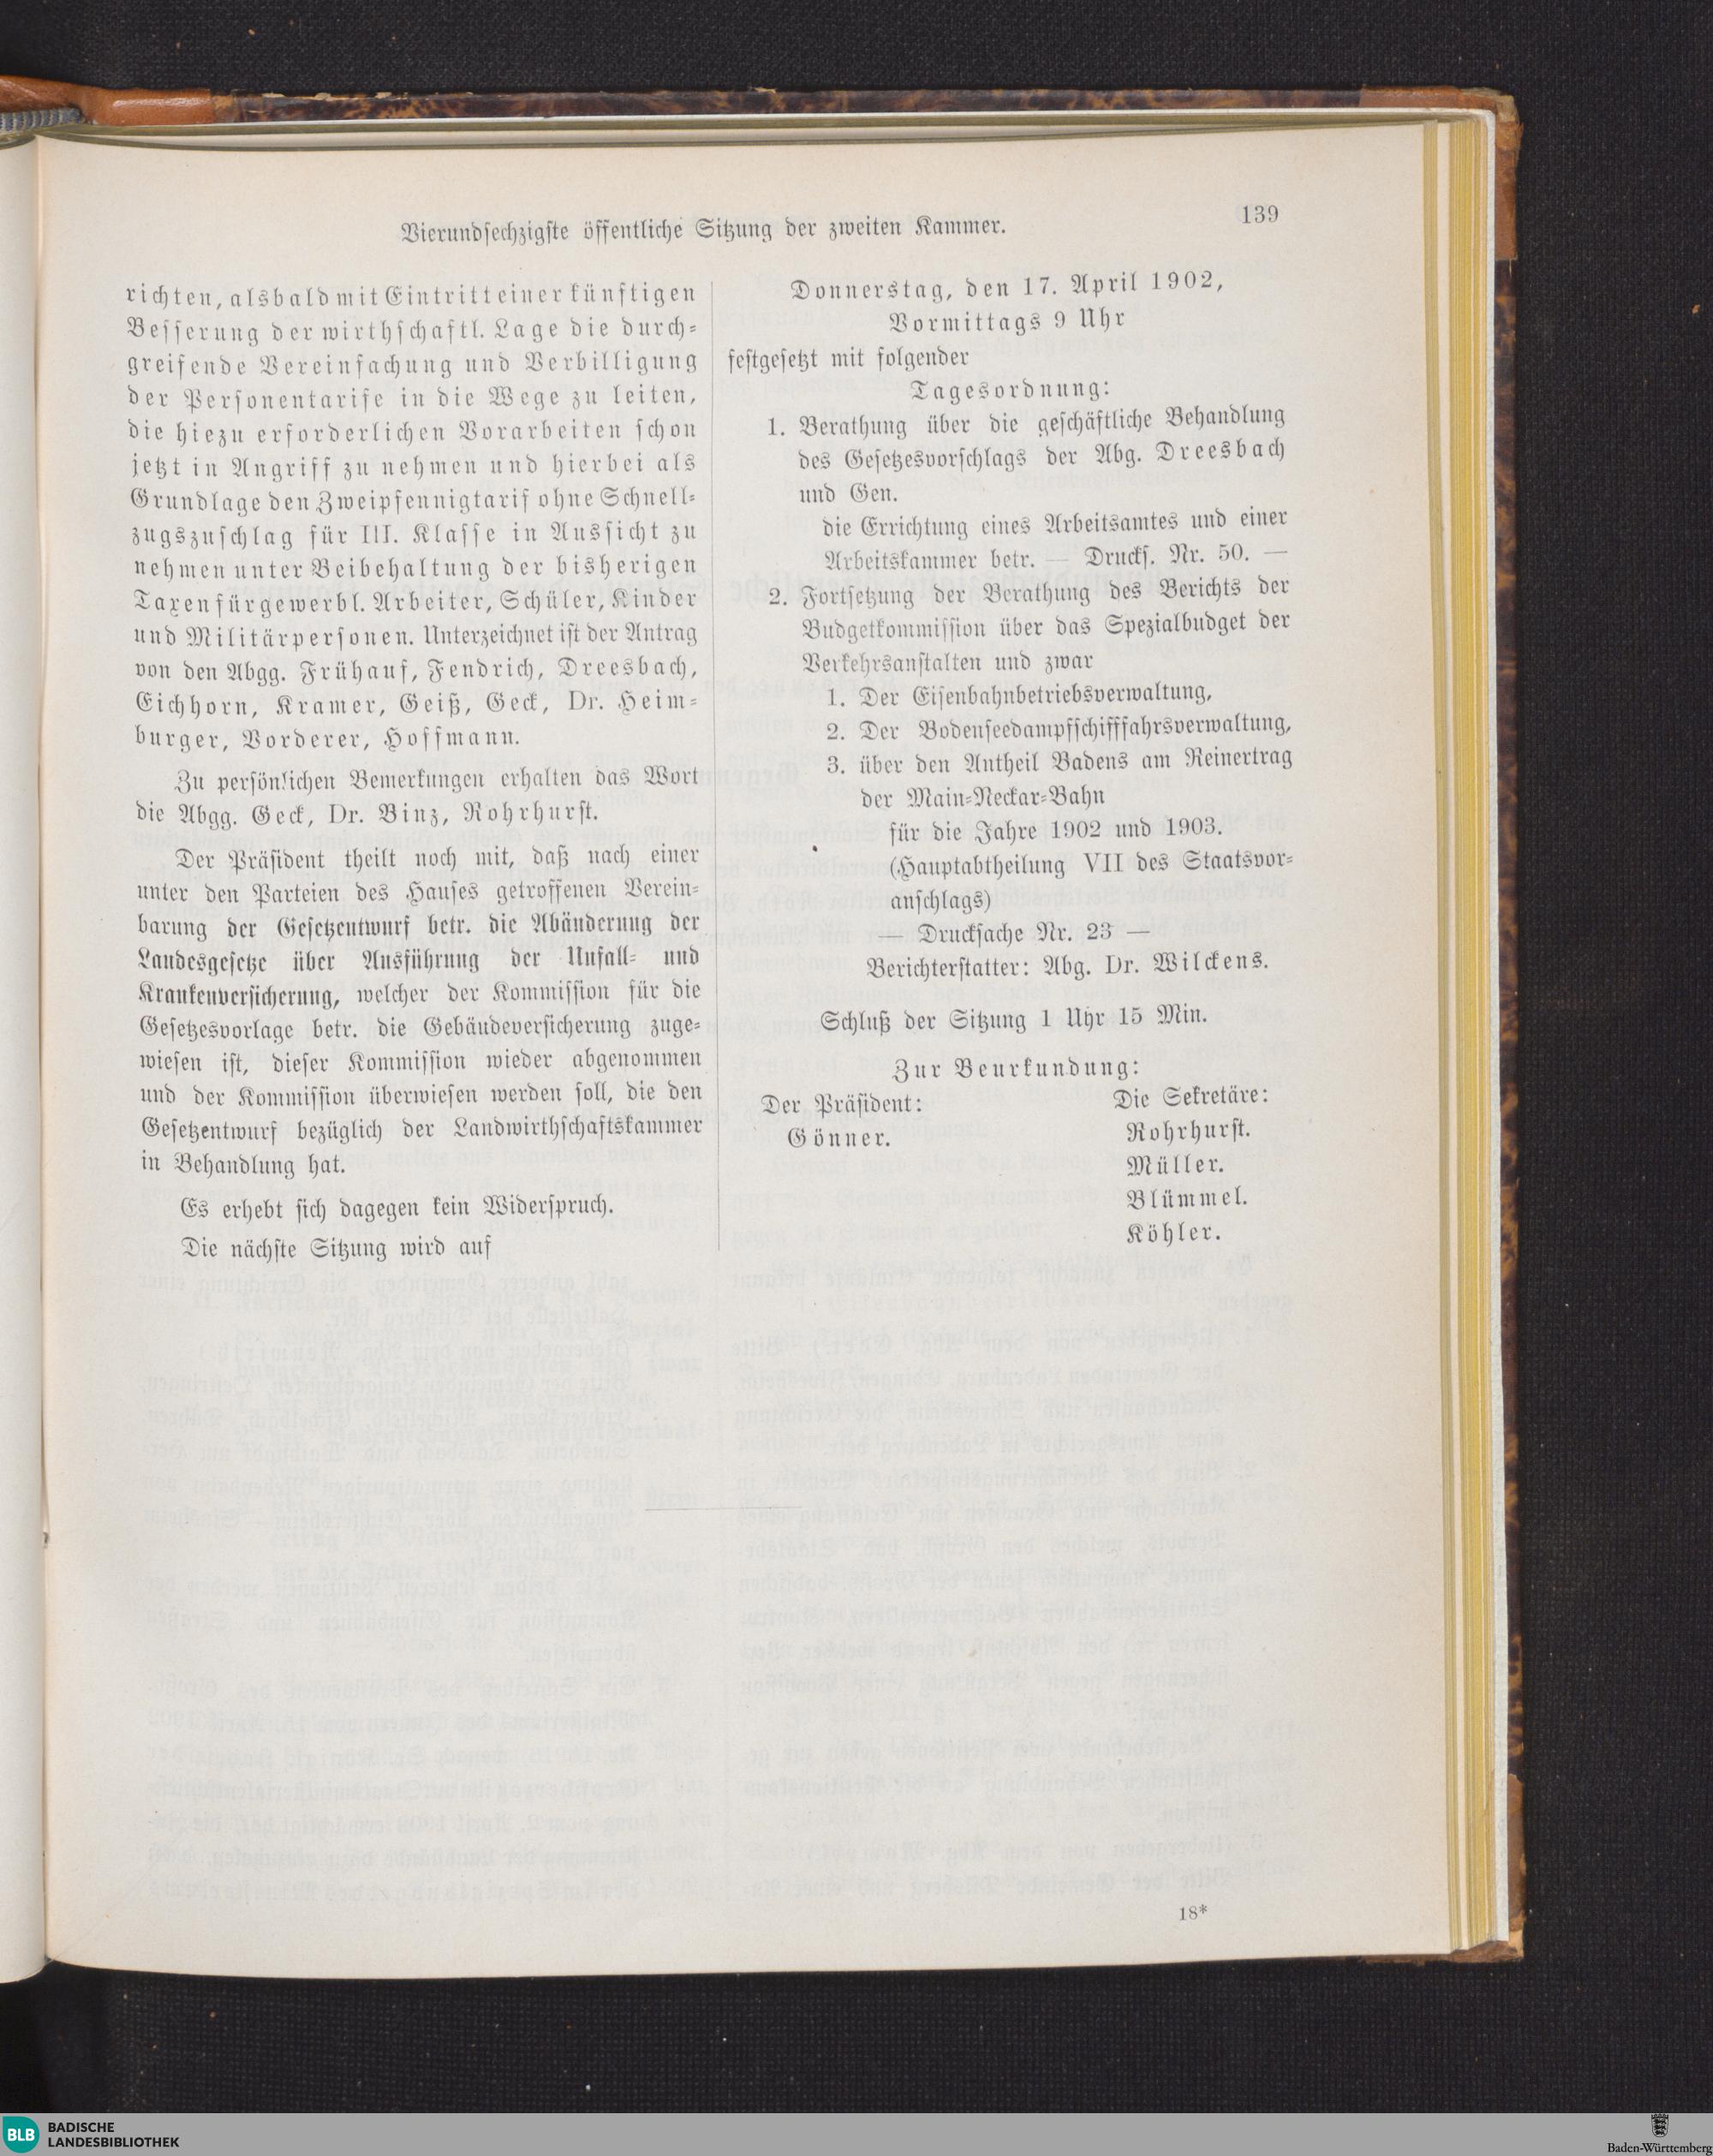 Vierundsechzigste öffentliche Sitzung der zweiten Kammer.
139
richten, alsbald mit Eintritt einer künftigen
Besserung der wirthschaftl. Lage die durch-
greifende Vereinfachung und Verbilligung
der Personentarife in die Wege zu leiten,
die hiezu erforderlichen Vorarbeiten schon
jetzt in Angriff zu nehmen und hierbei als
Grundlage den Zweipfennigtarif ohne Schnell-
zugszuschlag für III. Klasse in Aussicht zu
nehmen unter Beibehaltung der bisherigen
Taxen für gewerbl. Arbeiter, Schüler, Kinder
und Militärpersonen. Unterzeichnet ist der Antrag
von den Abgg. Frühauf, Fendrich, Dreesbach,
Eichhorn, Kramer, Geiß, Geck, Dr. Heim-
burger, Vorderer, Hoffmann.
Zu persönlichen Bemerkungen erhalten das Wort
die Abgg. Geck, Dr. Binz, Rohrhurst.
Der Präsident theilt noch mit, daß nach einer
unter den Parteien des Hauses getroffenen Verein-
barung der Gesetzentwurf betr. die Abänderung der
Landesgesetze über Ausführung der Unfall- und
Krankenversicherung, welcher der Kommission für die
Gesetzesvorlage betr. die Gebäudeversicherung zuge-
wiesen ist, dieser Kommission wieder abgenommen
und der Kommission überwiesen werden soll, die den
Gesetzentwurf bezüglich der Landwirthschaftskammer
in Behandlung hat.
Es erhebt sich dagegen kein Widerspruch.
Die nächste Sitzung wird auf
Donnerstag, den 17. April 1902,
Vormittags 9 Uhr
festgesetzt mit folgender
Tagesordnung:
1. Berathung über die geschäftliche Behandlung
des Gesetzesvorschlags der Abg. Dreesbach
und Gen.
die Errichtung eines Arbeitsamtes und einer
Arbeitskammer betr. — Drucks. Nr. 50. —
2. Fortsetzung der Berathung des Berichts der
Budgetkommission über das Spezialbudget der
Verkehrsanstalten und zwar
1. Der Eisenbahnbetriebsverwaltung,
2. Der Bodenseedampfschifffahrsverwaltung,
3. über den Antheil Badens am Reinertrag
der Main-Neckar-Bahn
für die Jahre 1902 und 1903.
(Hauptabtheilung VII des Staatsvor-
anschlags)
— Drucksache Nr. 23 —
Berichterstatter: Abg. Dr. Wilckens.
Schluß der Sitzung 1 Uhr 15 Min.
Zur Beurkundung:
Der Präsident:
Gönner.
Die Sekretäre:
Rohrhurst.
Müller.
Blümmel.
Köhler.
18*
BLB BADISCHE
LANDESBIBLIOTHEK
Baden-Württemberg